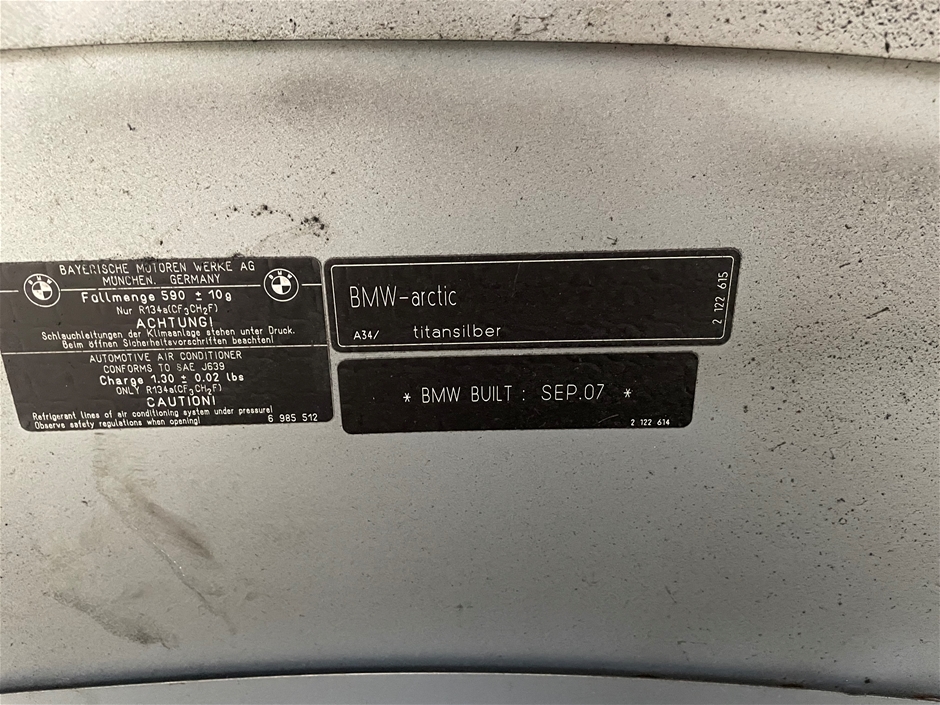 BAYERISCHE MOTOREN WERKE AG
MÜNCHEN, GERMANY
Füllmenge 590 ± 10g
Nur R134a(CF3CH2F)
ACHTUNG!
Schlauchleitungen der Klimaanlage stehen unter Druck.
Beim öffnen Sicherheitsvorschriften beachten!
AUTOMOTIVE AIR CONDITIONER
CONFORMS TO SAE J639
Charge 1.30 ± 0.02 lbs
ONLY R134a(CF3CH2F)
CAUTION!
Refrigerant lines of air conditioning system under pressure!
Observe safety regulations when opening!
6 985 512
BMW-arctic
A34/ titansilber
2 122 615
* BMW BUILT : SEP.07 *
2 122 614